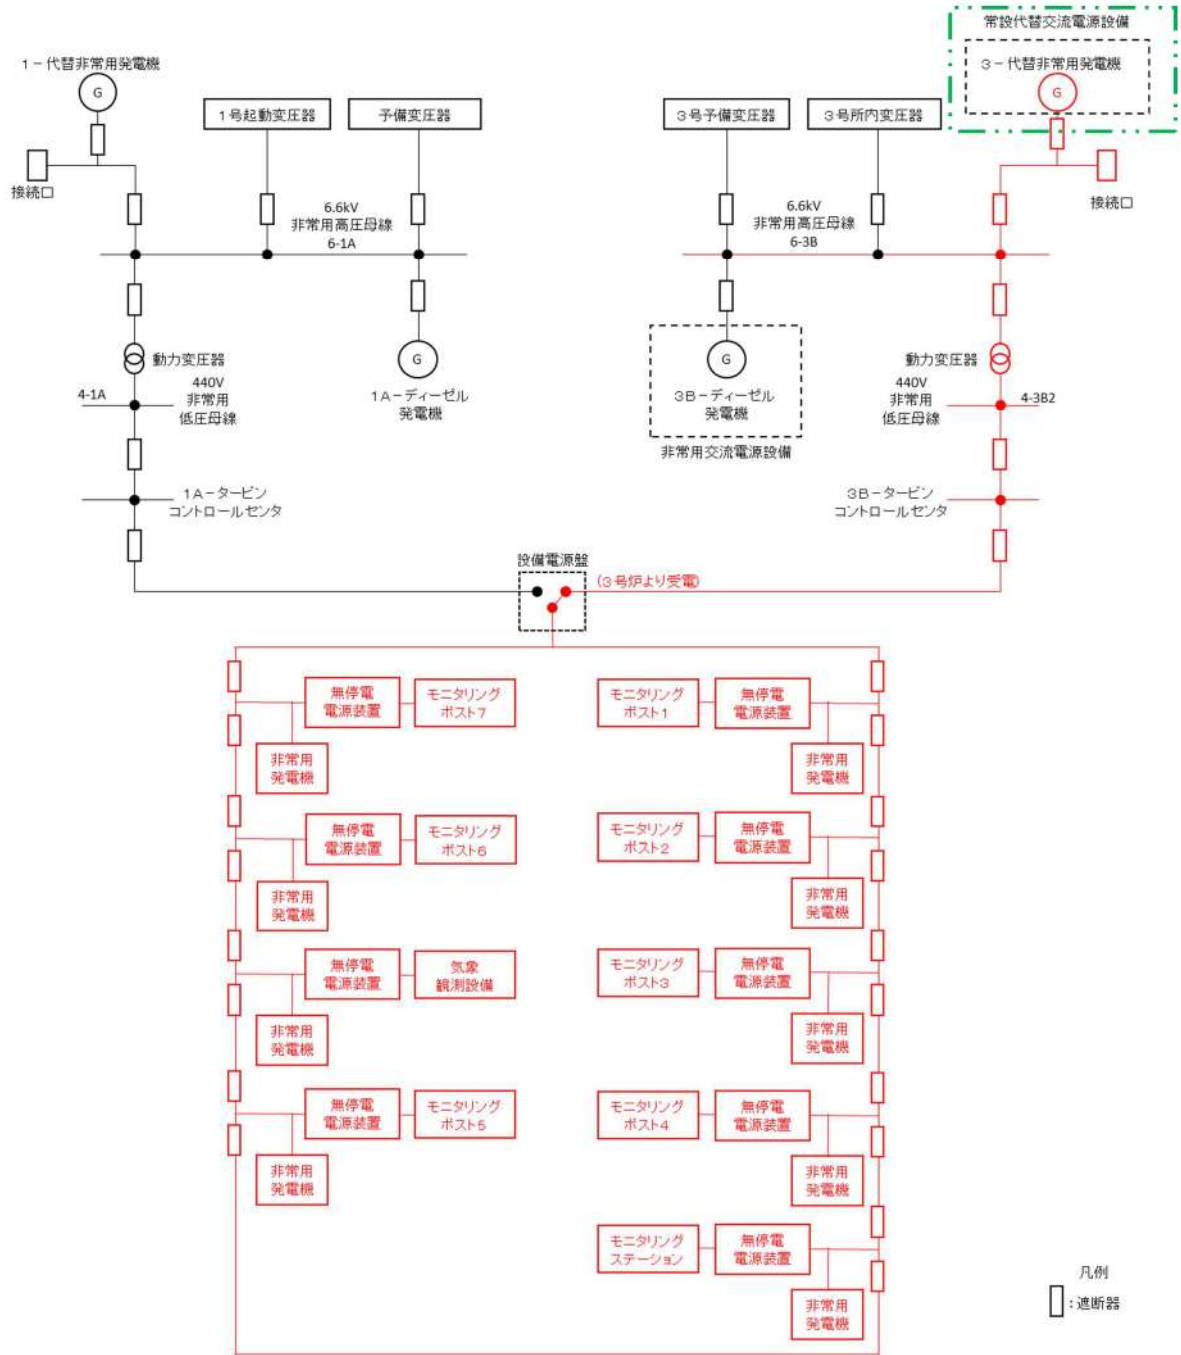 常設代替交流電源設備
1－代替非常用発電機
3－代替非常用発電機
G
G
1号起動変圧器
予備変圧器
3号予備変圧器
3号所内変圧器
接続口
接続口
6.6kV
非常用高圧母線
6-1A
6.6kV
非常用高圧母線
6-3B
動力変圧器
G
G
動力変圧器
4-1A
440V
非常用
低圧母線
1A－ディーゼル
発電機
3B－ディーゼル
発電機
非常用交流電源設備
440V
非常用
低圧母線
4-3B2
1A－タービン
コントロールセンタ
3B－タービン
コントロールセンタ
設備電源盤
(3号炉より受電)
無停電
電源装置
モニタリング
ポスト7
モニタリング
ポスト1
無停電
電源装置
非常用
発電機
非常用
発電機
無停電
電源装置
モニタリング
ポスト6
モニタリング
ポスト2
無停電
電源装置
非常用
発電機
非常用
発電機
無停電
電源装置
気象
観測設備
モニタリング
ポスト3
無停電
電源装置
非常用
発電機
非常用
発電機
無停電
電源装置
モニタリング
ポスト5
モニタリング
ポスト4
無停電
電源装置
非常用
発電機
非常用
発電機
モニタリング
ステーション
無停電
電源装置
非常用
発電機
凡例
：遮断器